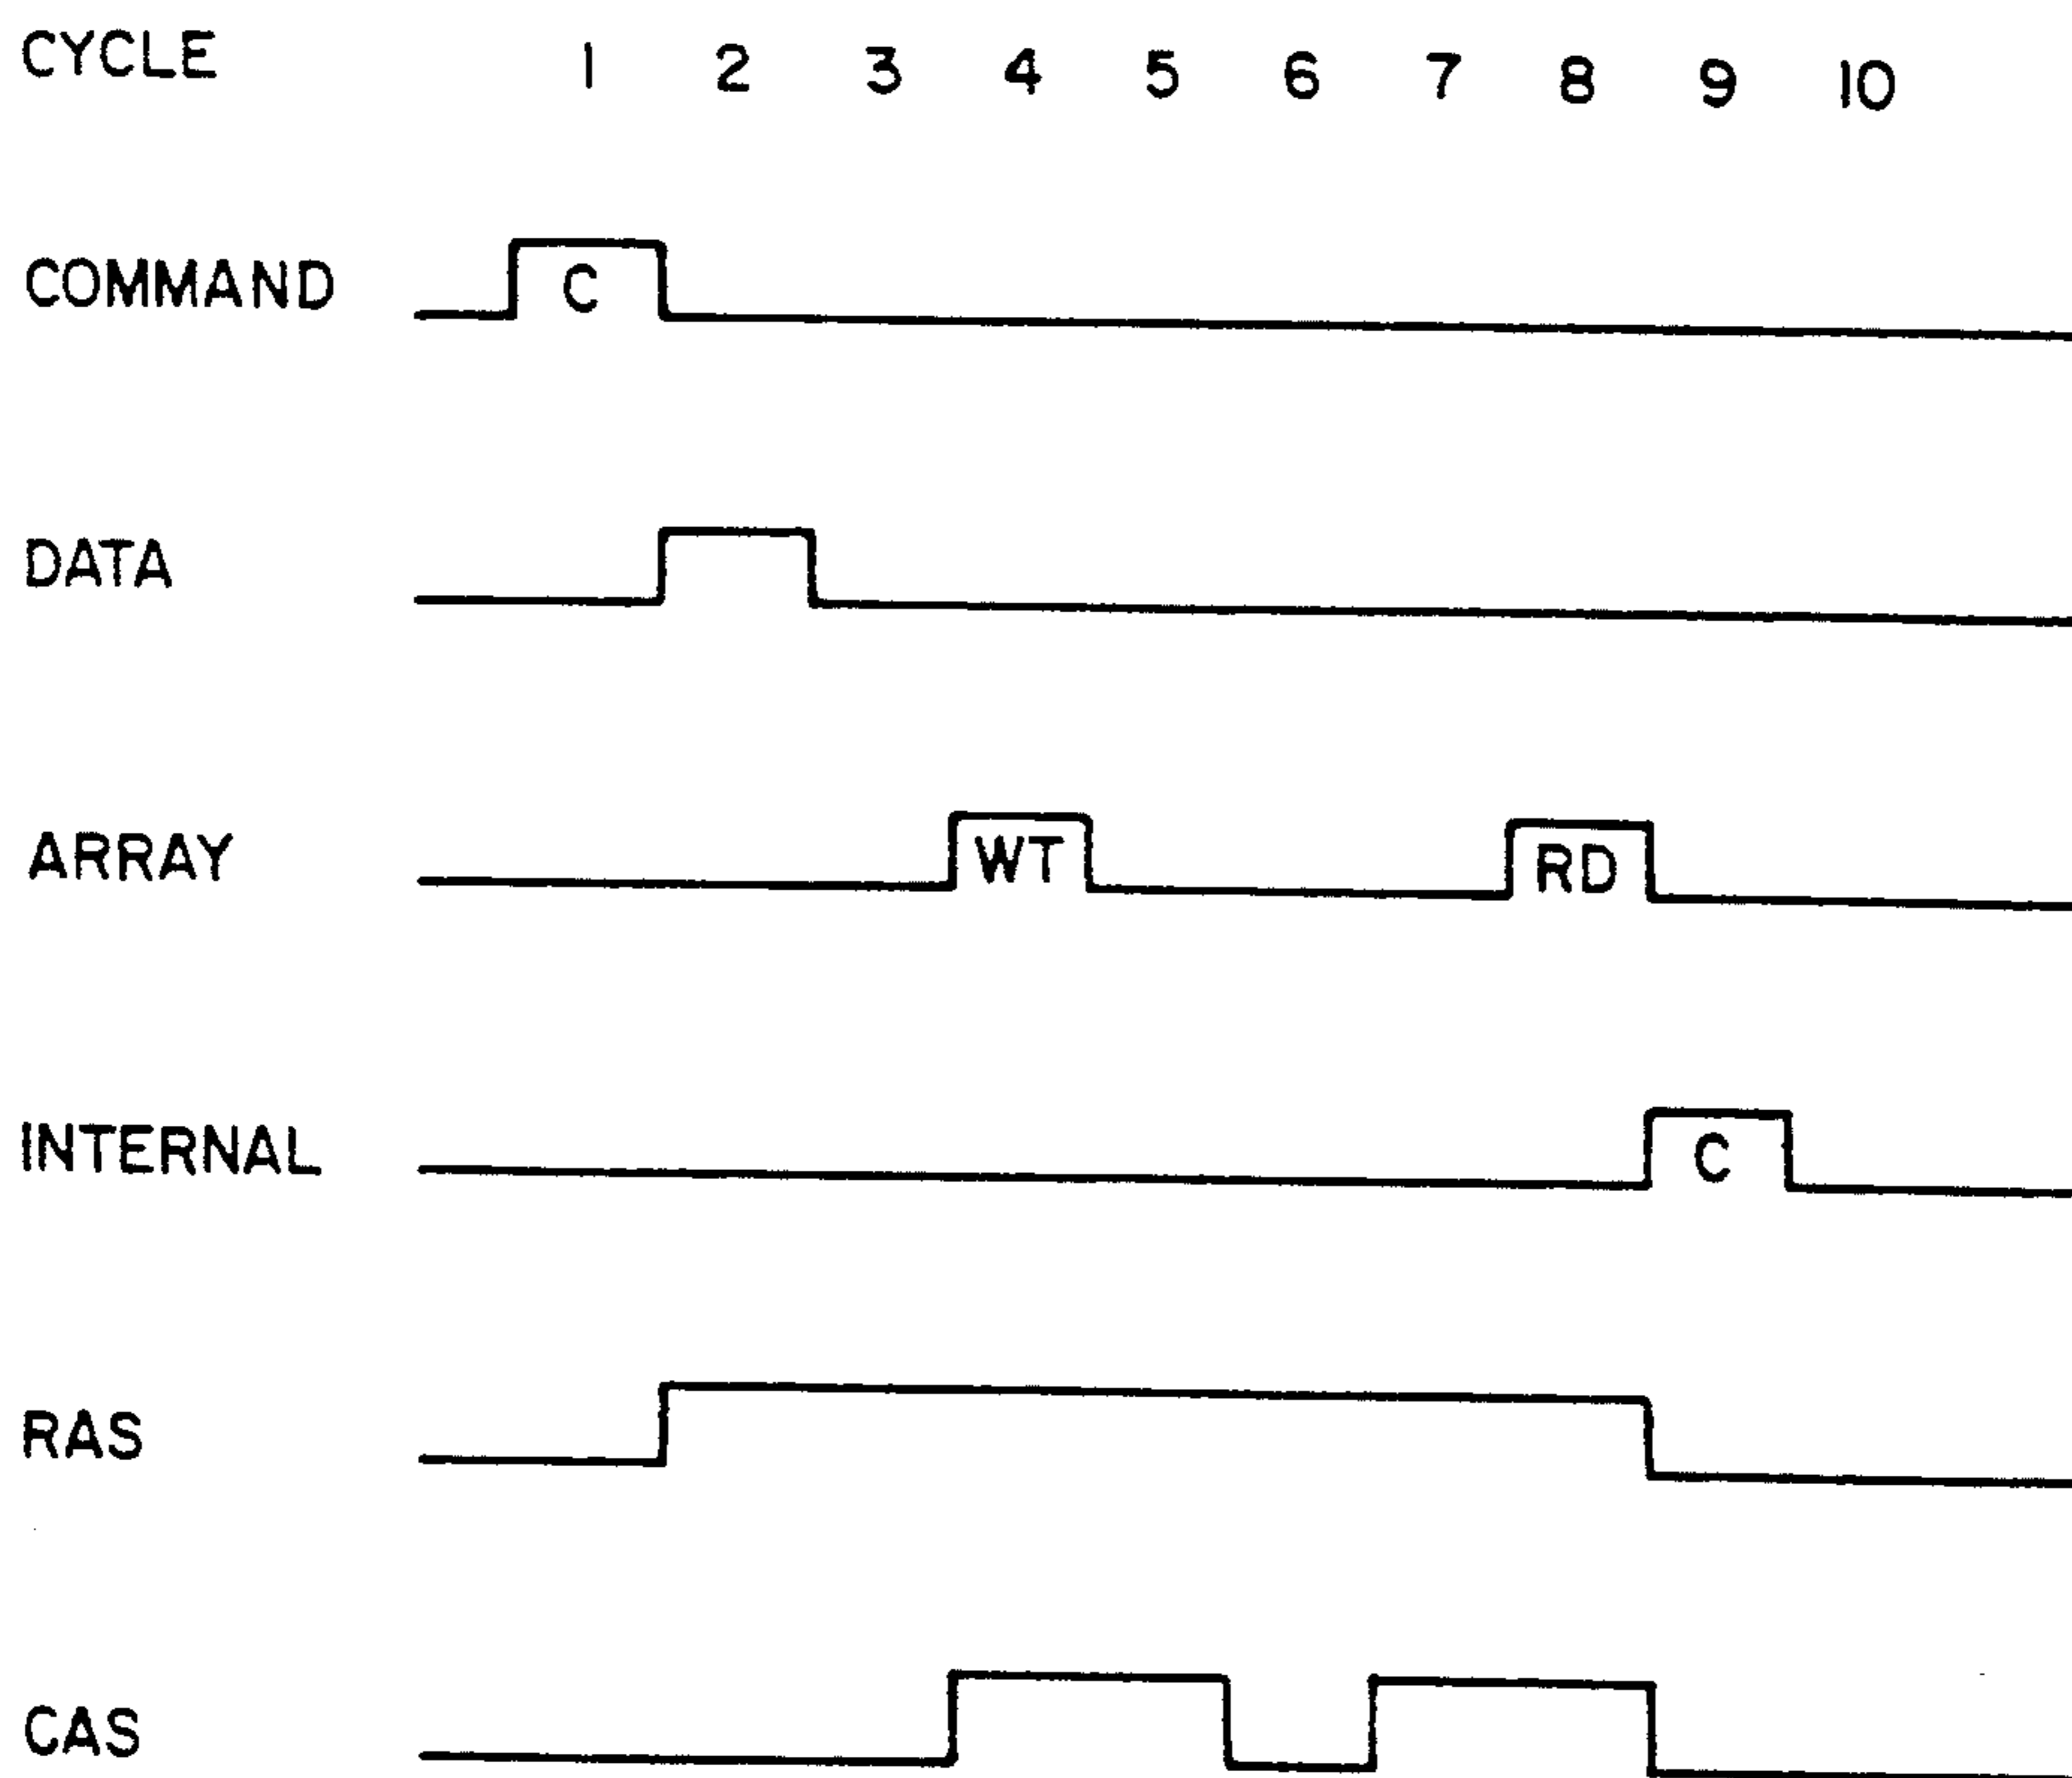 CYCLE 1 2 3 4 5 6 7 8 9 10
COMMAND C
DATA
ARRAY WT RD
INTERNAL C
RAS
CAS